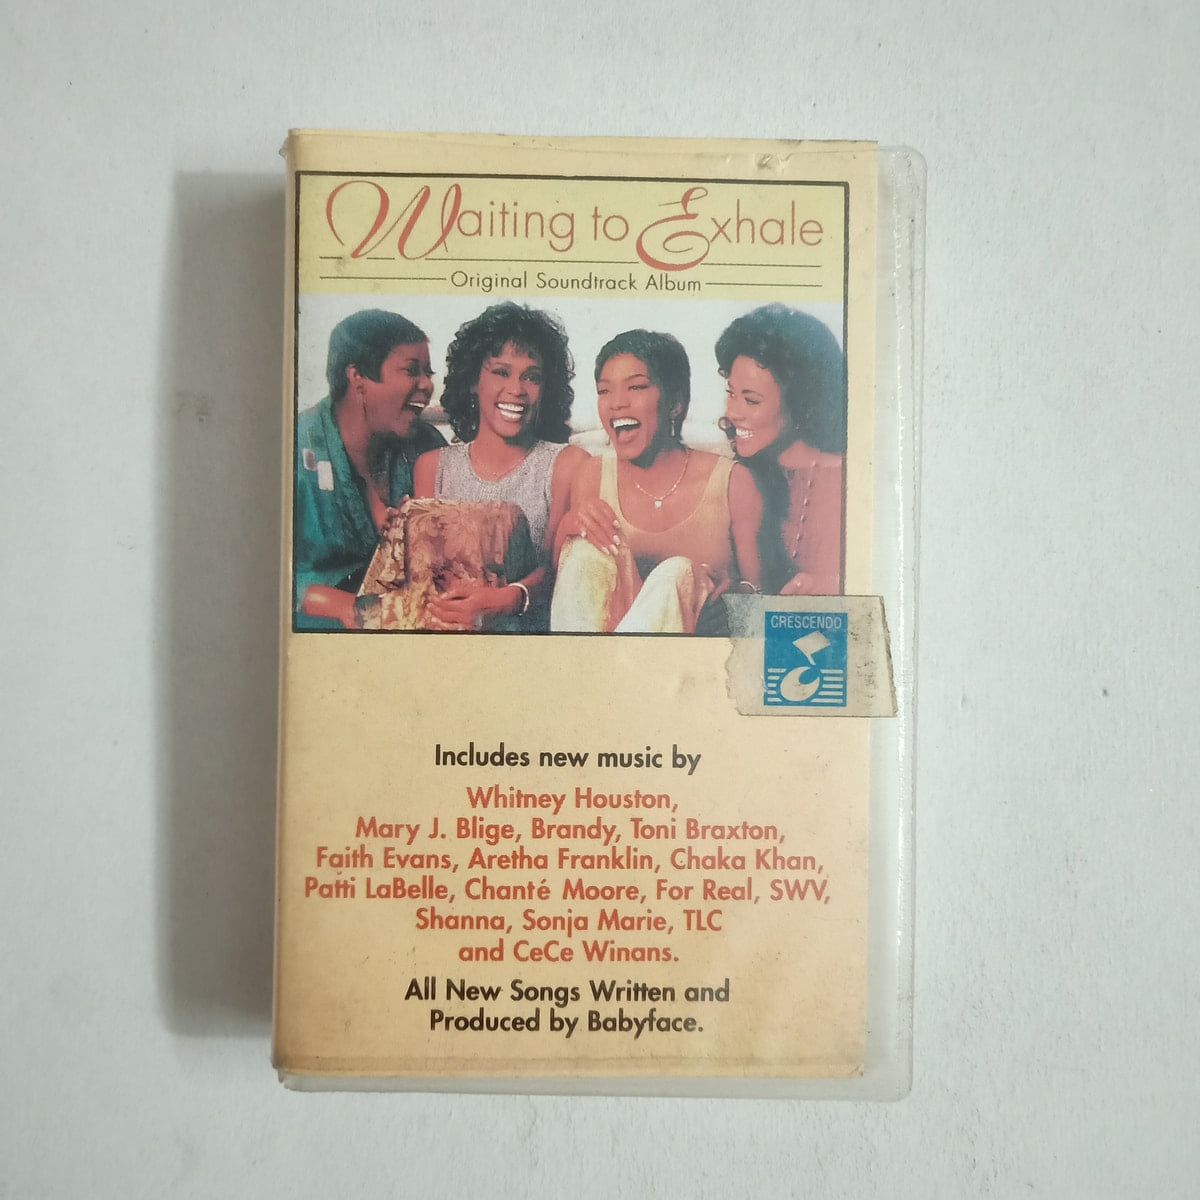 Waiting to Exhale
Original Soundtrack Album
CRESCENDO
Includes new music by
Whitney Houston,
Mary J. Blige, Brandy, Toni Braxton,
Faith Evans, Aretha Franklin, Chaka Khan,
Patti LaBelle, Chanté Moore, For Real, SWV,
Shanna, Sonja Marie, TLC
and CeCe Winans.
All New Songs Written and
Produced by Babyface.